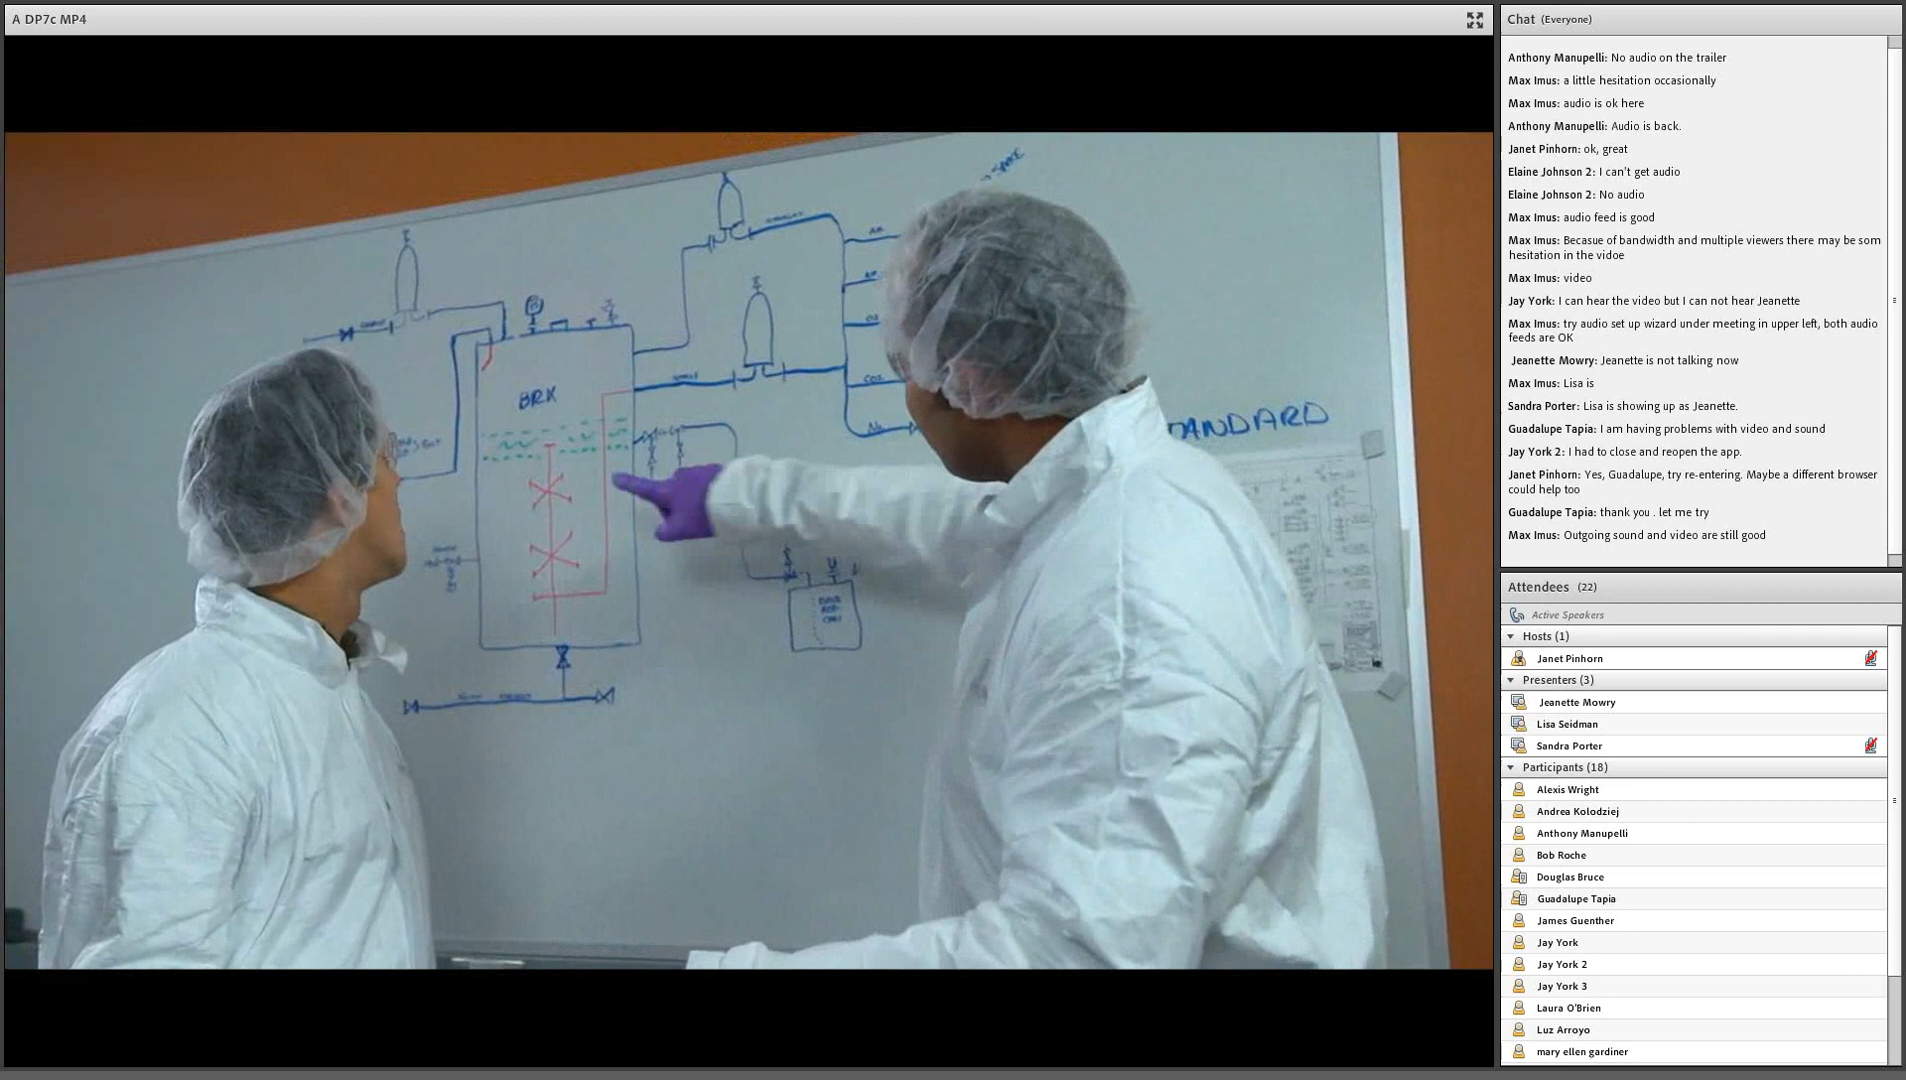 A DP7c MP4
SPARE
AIR
O2
CO2
N2
BRK
STANDARD
Chat (Everyone)
Anthony Manupelli: No audio on the trailer
Max Imus: a little hesitation occasionally
Max Imus: audio is ok here
Anthony Manupelli: Audio is back.
Janet Pinhorn: ok, great
Elaine Johnson 2: I can't get audio
Elaine Johnson 2: No audio
Max Imus: audio feed is good
Max Imus: Becasue of bandwidth and multiple viewers there may be som
hesitation in the vidoe
Max Imus: video
Jay York: I can hear the video but I can not hear Jeanette
Max Imus: try audio set up wizard under meeting in upper left, both audio
feeds are OK
Jeanette Mowry: Jeanette is not talking now
Max Imus: Lisa is
Sandra Porter: Lisa is showing up as Jeanette.
Guadalupe Tapia: I am having problems with video and sound
Jay York 2: I had to close and reopen the app.
Janet Pinhorn: Yes, Guadalupe, try re-entering. Maybe a different browser
could help too
Guadalupe Tapia: thank you . let me try
Max Imus: Outgoing sound and video are still good
Attendees (22)
Active Speakers
Hosts (1)
Janet Pinhorn
Presenters (3)
Jeanette Mowry
Lisa Seidman
Sandra Porter
Participants (18)
Alexis Wright
Andrea Kolodziej
Anthony Manupelli
Bob Roche
Douglas Bruce
Guadalupe Tapia
James Guenther
Jay York
Jay York 2
Jay York 3
Laura O'Brien
Luz Arroyo
mary ellen gardiner